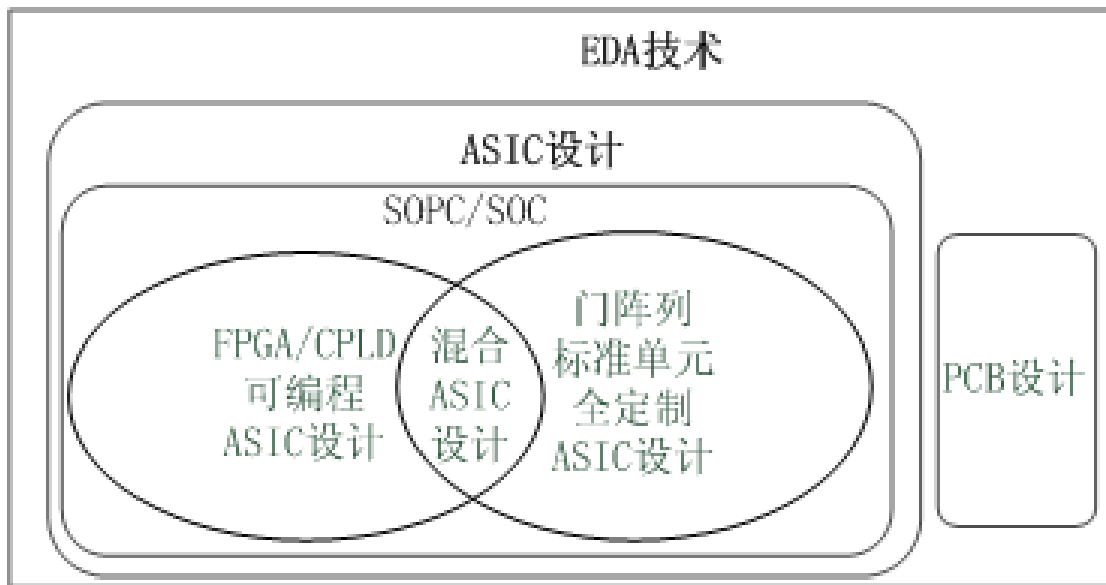 EDA技术
ASIC设计
SOPC/SOC
FPGA/CPLD
可编程
ASIC设计
混合
ASIC
设计
门阵列
标准单元
全定制
ASIC设计
PCB设计